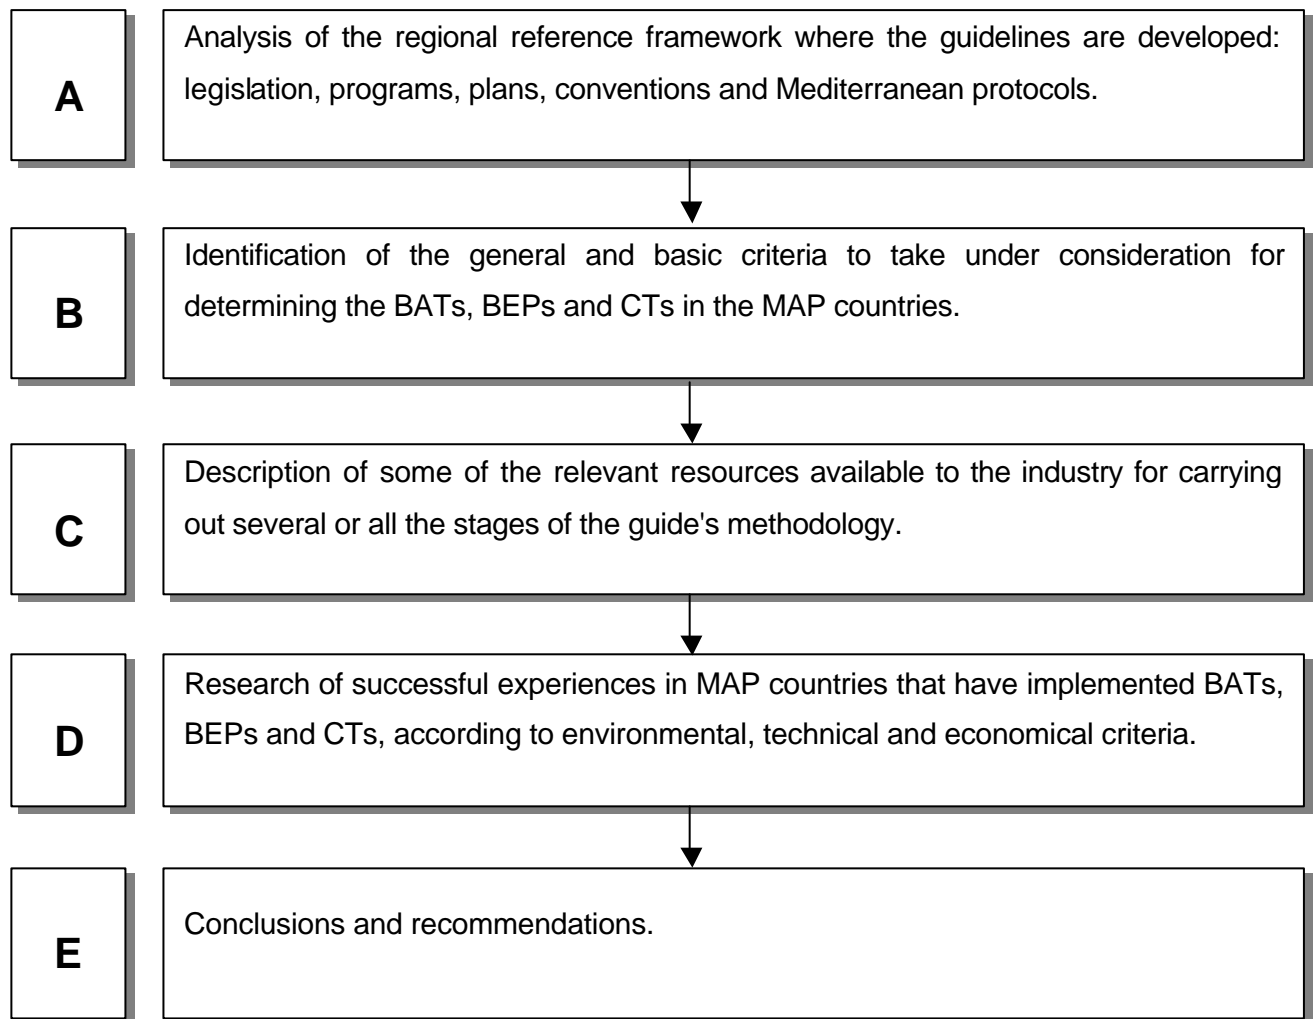 A
Analysis of the regional reference framework where the guidelines are developed:
legislation, programs, plans, conventions and Mediterranean protocols.
B
Identification of the general and basic criteria to take under consideration for
determining the BATs, BEPs and CTs in the MAP countries.
C
Description of some of the relevant resources available to the industry for carrying
out several or all the stages of the guide's methodology.
D
Research of successful experiences in MAP countries that have implemented BATs,
BEPs and CTs, according to environmental, technical and economical criteria.
E
Conclusions and recommendations.